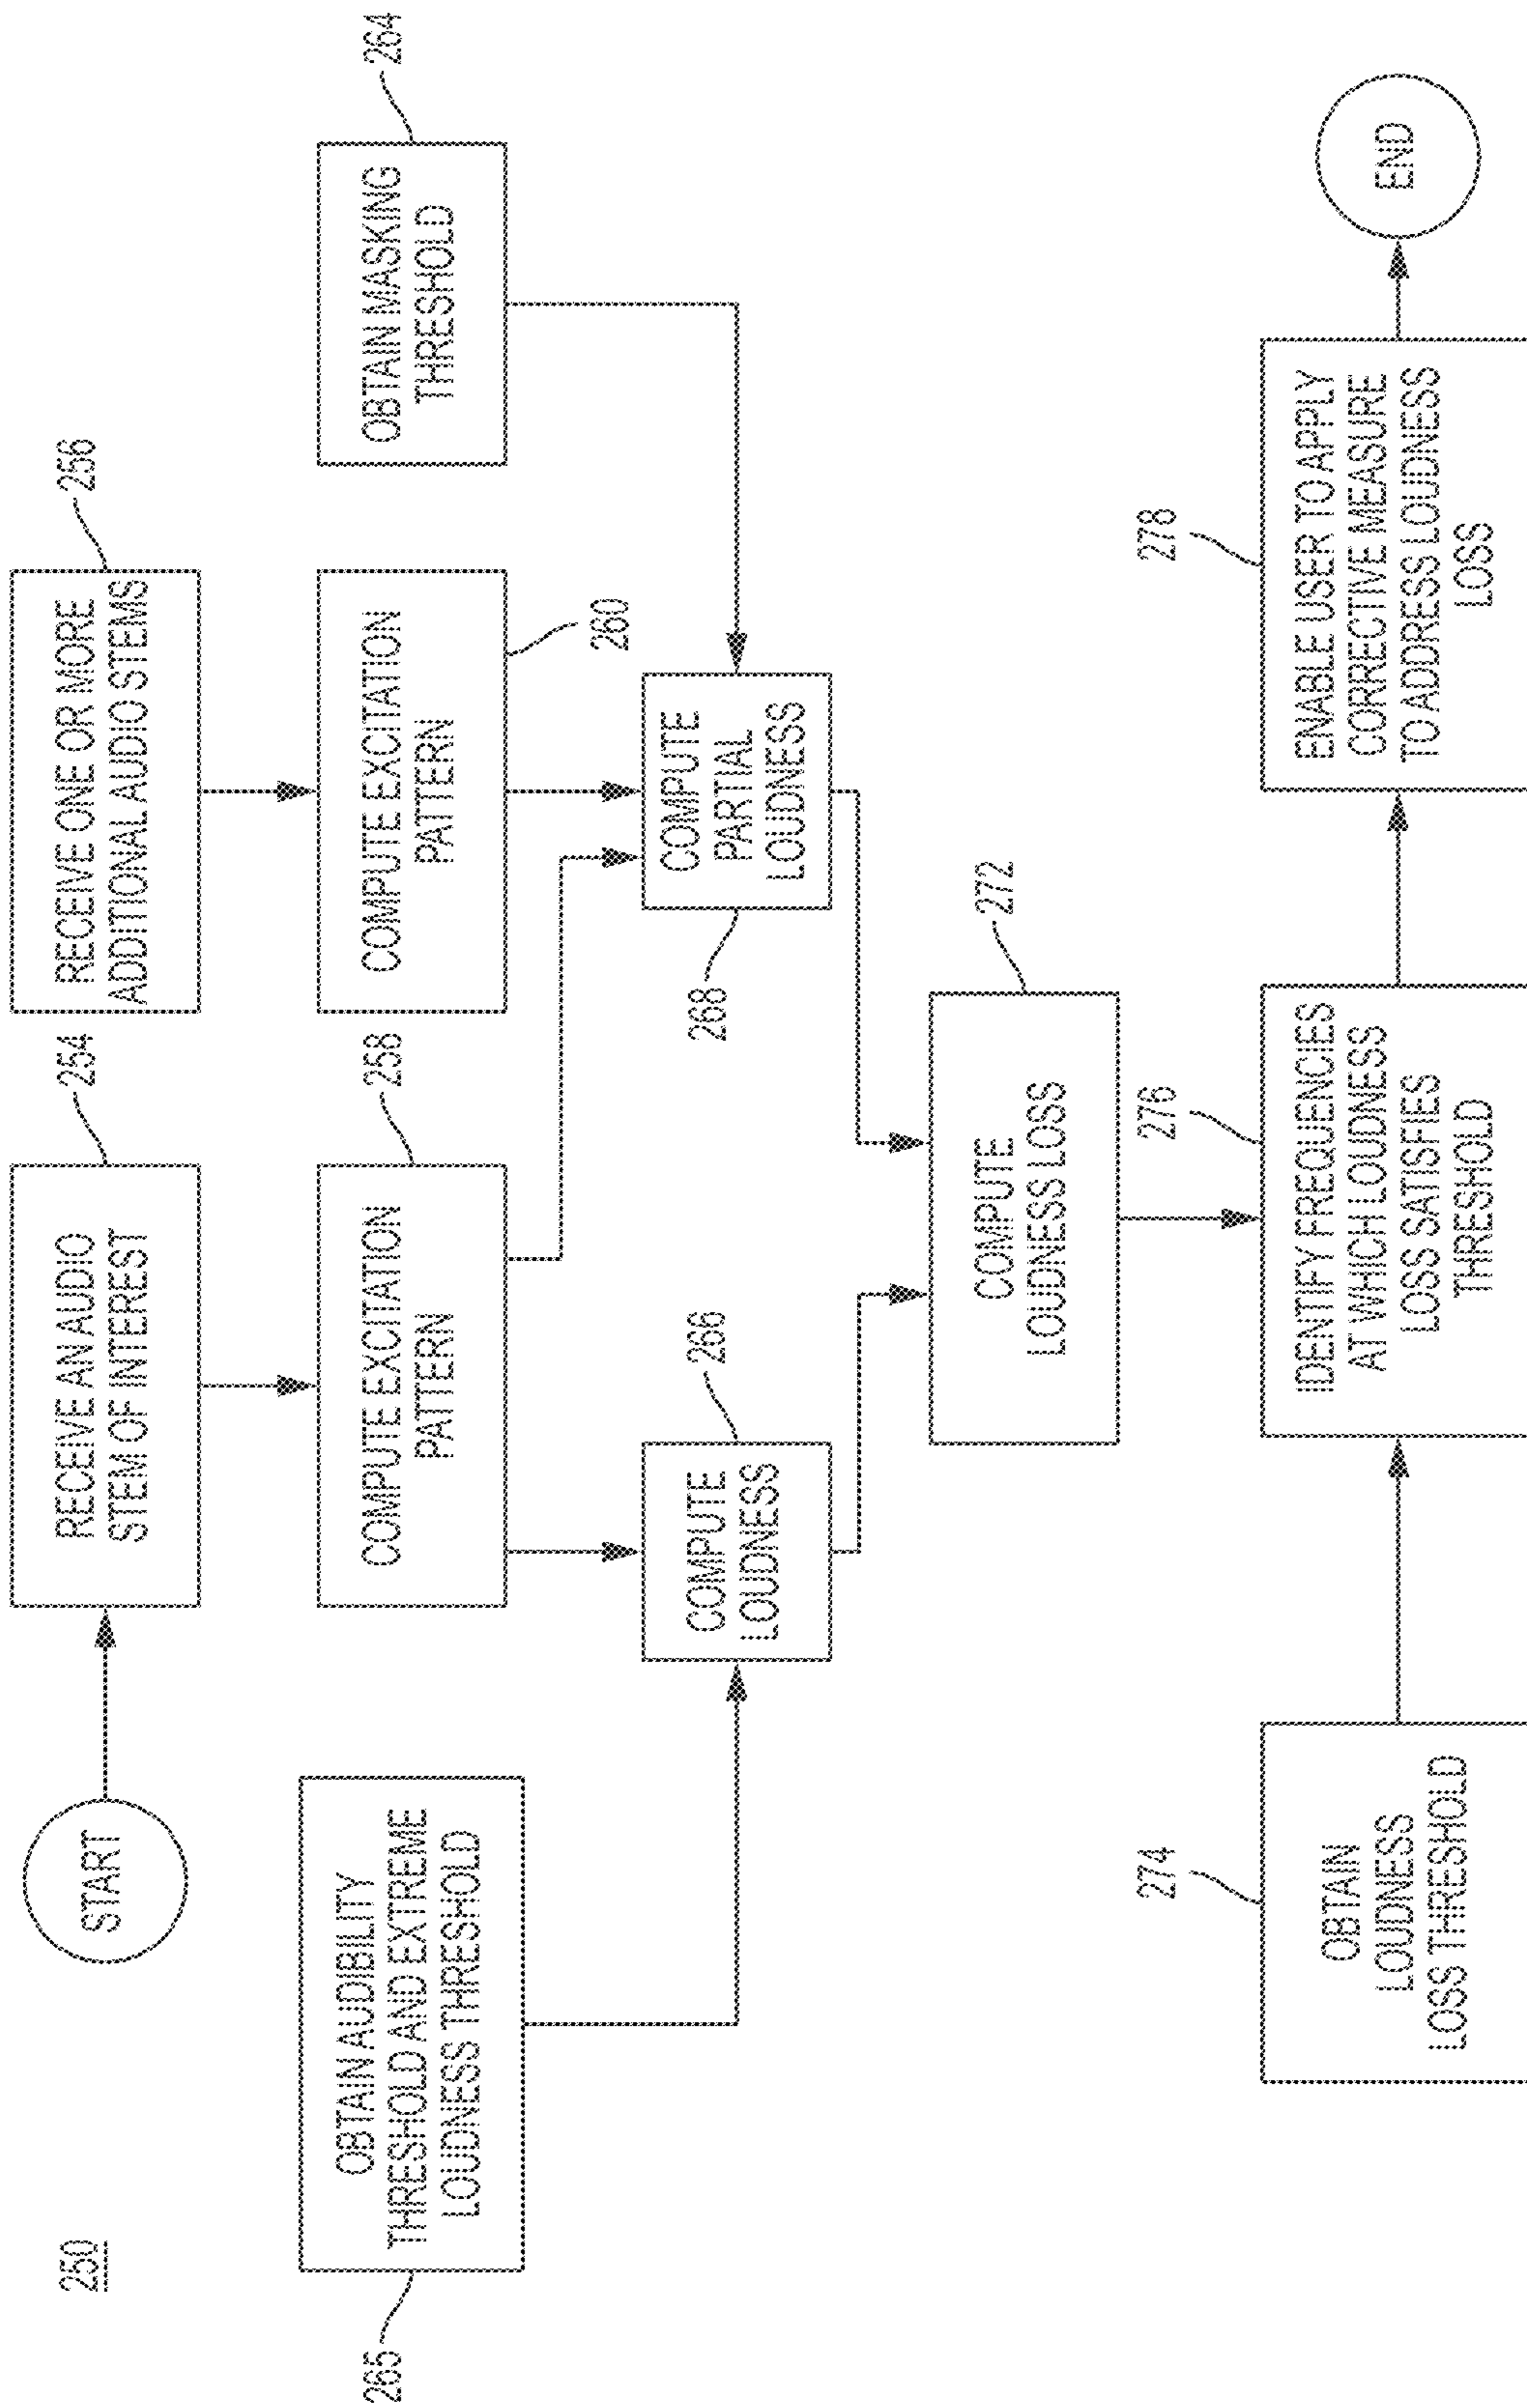 250
START
RECEIVE AN AUDIO
STEM OF INTEREST
254
RECEIVE ONE OR MORE
ADDITIONAL AUDIO STEMS
256
265
OBTAIN AUDIBILITY
THRESHOLD AND EXTREME
LOUDNESS THRESHOLD
COMPUTE EXCITATION
PATTERN
258
COMPUTE EXCITATION
PATTERN
260
OBTAIN MASKING
THRESHOLD
264
COMPUTE
LOUDNESS
266
268
COMPUTE
PARTIAL
LOUDNESS
COMPUTE
LOUDNESS LOSS
272
274
OBTAIN
LOUDNESS
LOSS THRESHOLD
276
IDENTIFY FREQUENCIES
AT WHICH LOUDNESS
LOSS SATISFIES
THRESHOLD
278
ENABLE USER TO APPLY
CORRECTIVE MEASURE
TO ADDRESS LOUDNESS
LOSS
END